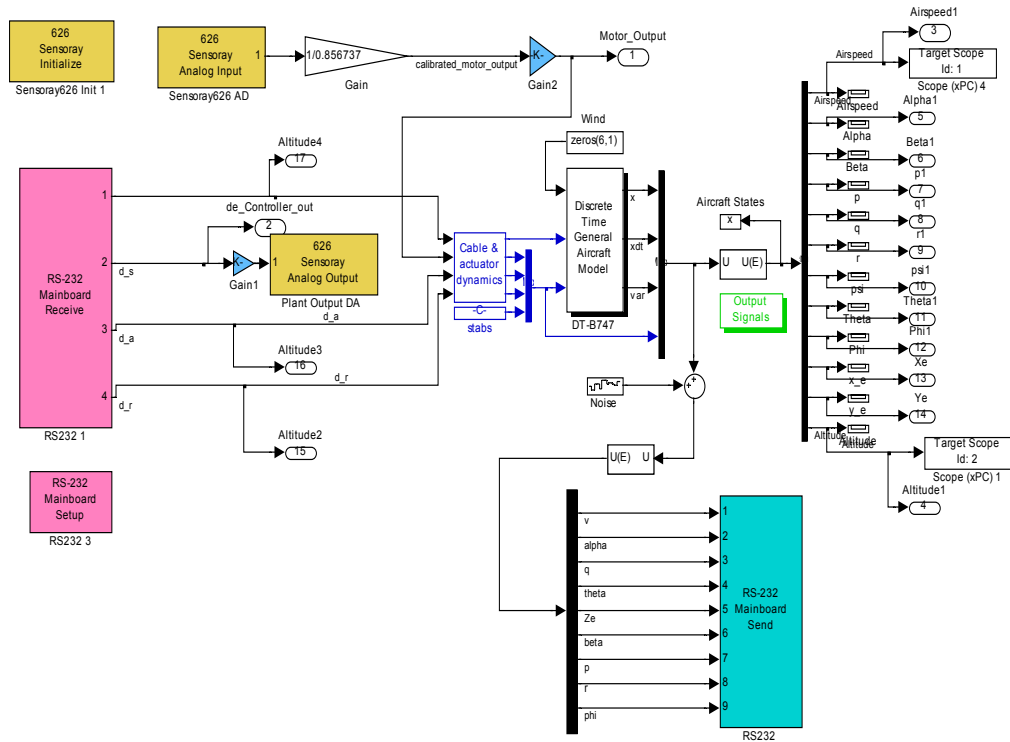 626
Sensoray
Initialize
Sensoray626 Init 1
626
Sensoray
Analog Input
1
Sensoray626 AD
1/0.856737
Gain
calibrated_motor_output
-K-
Gain2
Motor_Output
1
Airspeed1
3
Airspeed
Target Scope
Id: 1
Scope (xPC) 4
Wind
zeros(6,1)
Altitude4
17
de_Controller_out
2
RS-232
Mainboard
Receive
1
2
3
4
RS232 1
d_s
d_a
d_r
-K-
Gain1
1
626
Sensoray
Analog Output
Plant Output DA
d_a
Altitude3
16
d_r
Altitude2
15
Cable &
actuator
dynamics
-C-
stabs
Discrete
Time
General
Aircraft
Model
DT-B747
x
xdt
var
Aircraft States
x
U U(E)
Output
Signals
Noise
+
+
U(E) U
Airspeed
Airspeed
Alpha1
5
Alpha
Beta1
6
Beta
p1
7
p
q1
8
q
r1
9
r
psi1
10
psi
Theta1
11
Theta
Phi1
12
Phi
Xe
13
x_e
Ye
14
y_e
Altitude
Altitude
Altitude
Target Scope
Id: 2
Scope (xPC) 1
Altitude1
4
RS-232
Mainboard
Setup
RS232 3
v
alpha
q
theta
Ze
beta
p
r
phi
1
2
3
4
5
6
7
8
9
RS-232
Mainboard
Send
RS232